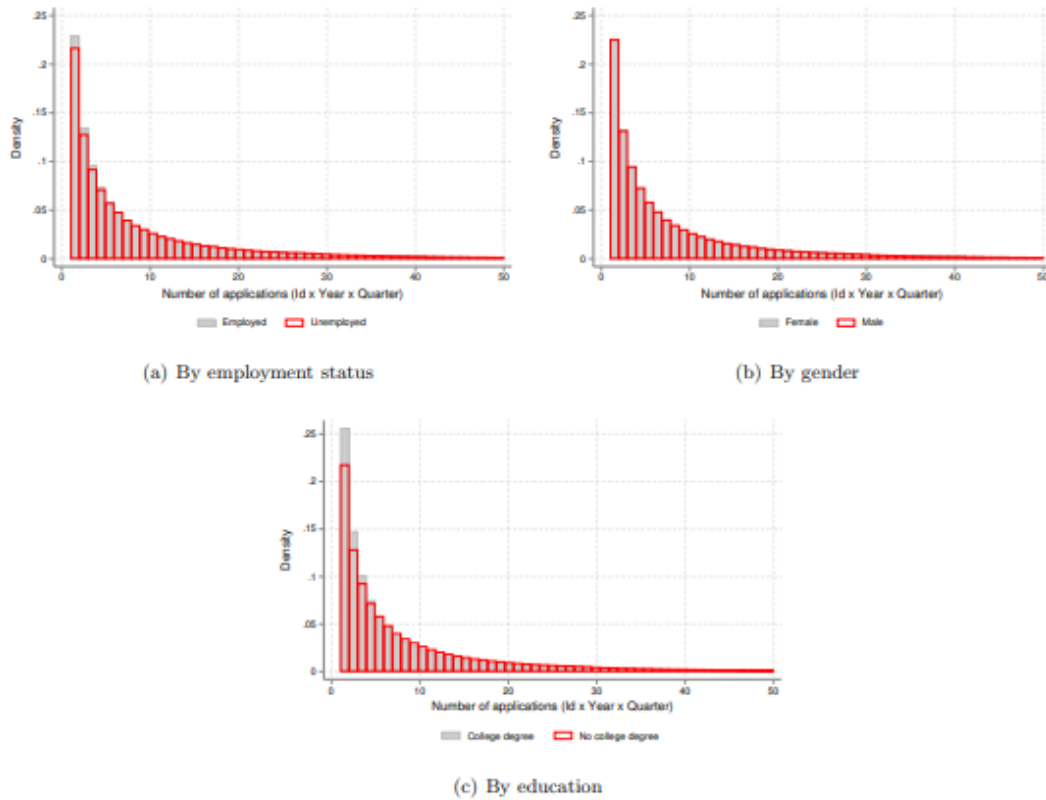 .25
.2
.15
.1
.05
0
Density
0 10 20 30 40 50
Number of applications (Id x Year x Quarter)
Employed Unemployed
(a) By employment status
.25
.2
.15
.1
.05
0
Density
0 10 20 30 40 50
Number of applications (Id x Year x Quarter)
Female Male
(b) By gender
.25
.2
.15
.1
.05
0
Density
0 10 20 30 40 50
Number of applications (Id x Year x Quarter)
College degree No college degree
(c) By education